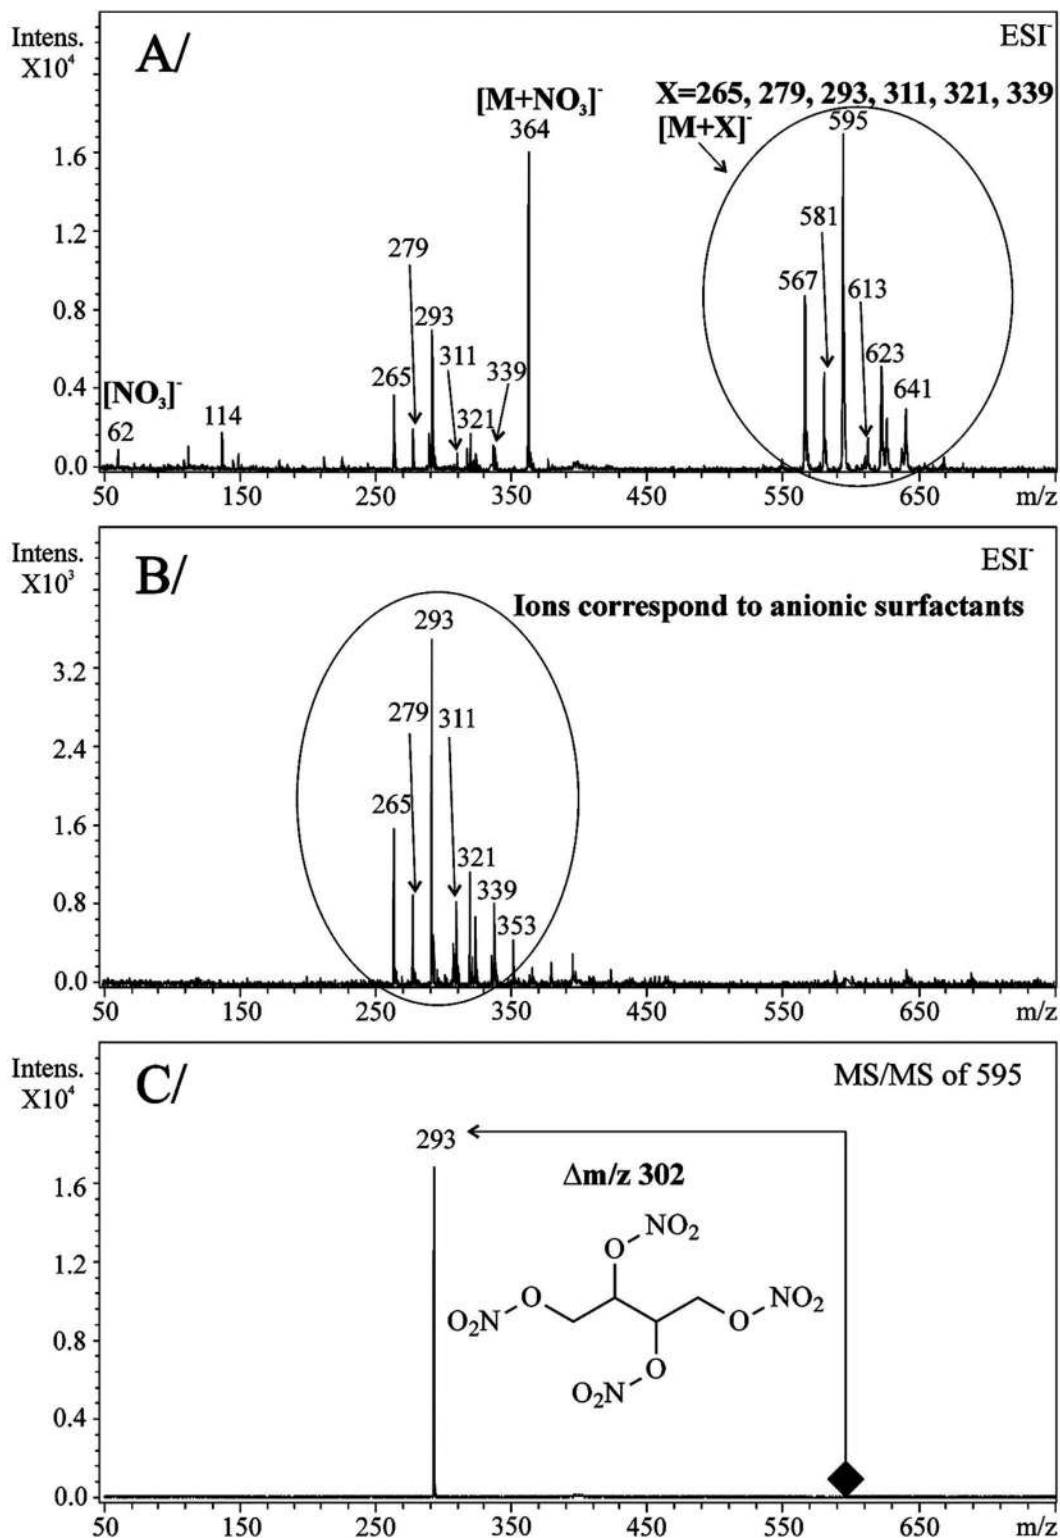 Intens.
X10⁴
A/
ESI⁻
X=265, 279, 293, 311, 321, 339
[M+X]⁻
[M+NO₃]⁻
364
595
1.6
581
1.2
279
567
613
0.8
293
311
623
265
339
641
0.4
[NO₃]⁻
114
321
62
0.0
50 150 250 350 450 550 650 m/z
Intens.
X10³
B/
ESI⁻
Ions correspond to anionic surfactants
293
3.2
279 311
2.4
265
1.6
321
339
0.8
353
0.0
50 150 250 350 450 550 650 m/z
Intens.
X10⁴
C/
MS/MS of 595
293
Δm/z 302
1.6
NO₂
O
1.2
O
NO₂
O₂N
O
0.8
O
O₂N
0.4
0.0
50 150 250 350 450 550 650 m/z